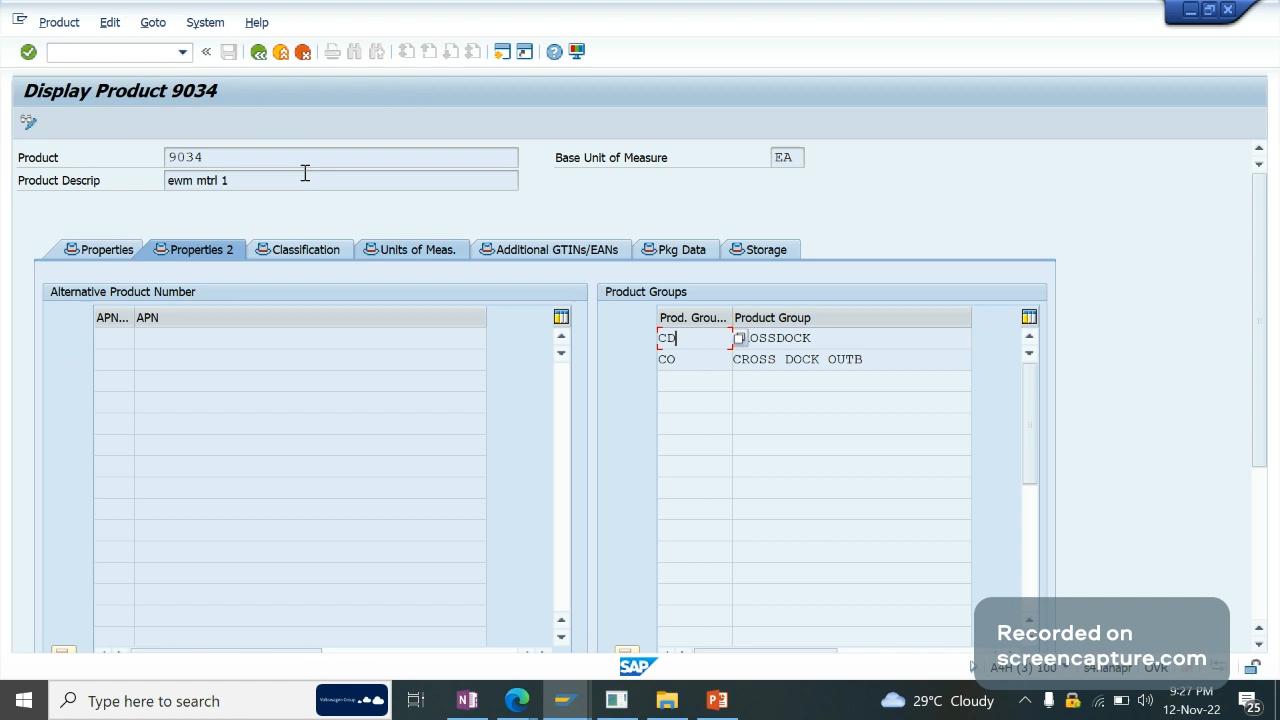 Product Edit Goto System Help
Display Product 9034
Product 9034 Base Unit of Measure EA
Product Descrip ewm mtrl 1
Properties Properties 2 Classification Units of Meas. Additional GTINs/EANs Pkg Data Storage
Alternative Product Number Product Groups
APN... APN Prod. Grou... Product Group
CD OSSDOCK
CO CROSS DOCK OUTB
Recorded on
screencapture.com
SAP
OVR
Type here to search
29°C Cloudy
9:27 PM
12-Nov-22
25